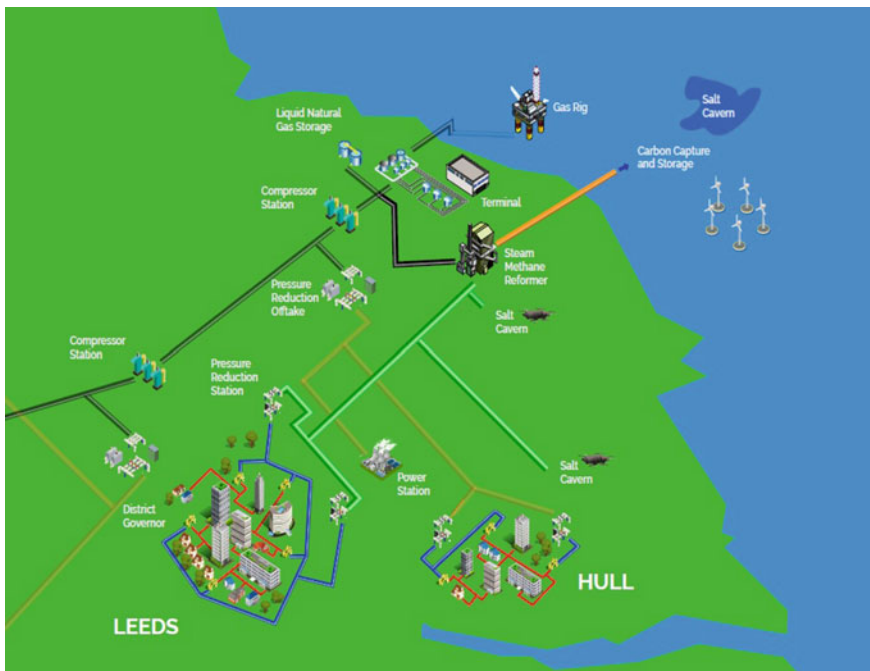 Gas Rig
Salt
Cavern
Liquid Natural
Gas Storage
Carbon Capture
and Storage
Terminal
Compressor
Station
Steam
Methane
Reformer
Pressure
Reduction
Offtake
Salt
Cavern
Compressor
Station
Pressure
Reduction
Station
Salt
Cavern
Power
Station
District
Governor
HULL
LEEDS